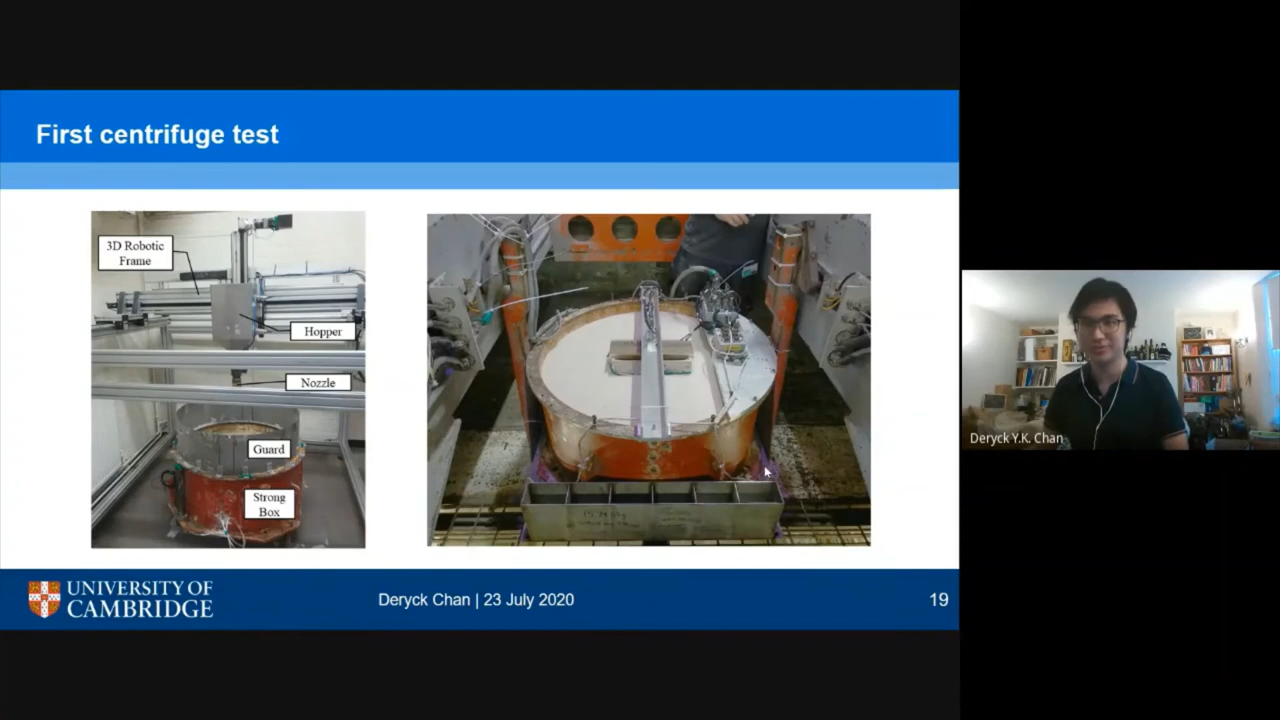 First centrifuge test
3D Robotic
Frame
Hopper
Nozzle
Guard
Strong
Box
UNIVERSITY OF
CAMBRIDGE
Deryck Chan | 23 July 2020
19
Deryck Y.K. Chan